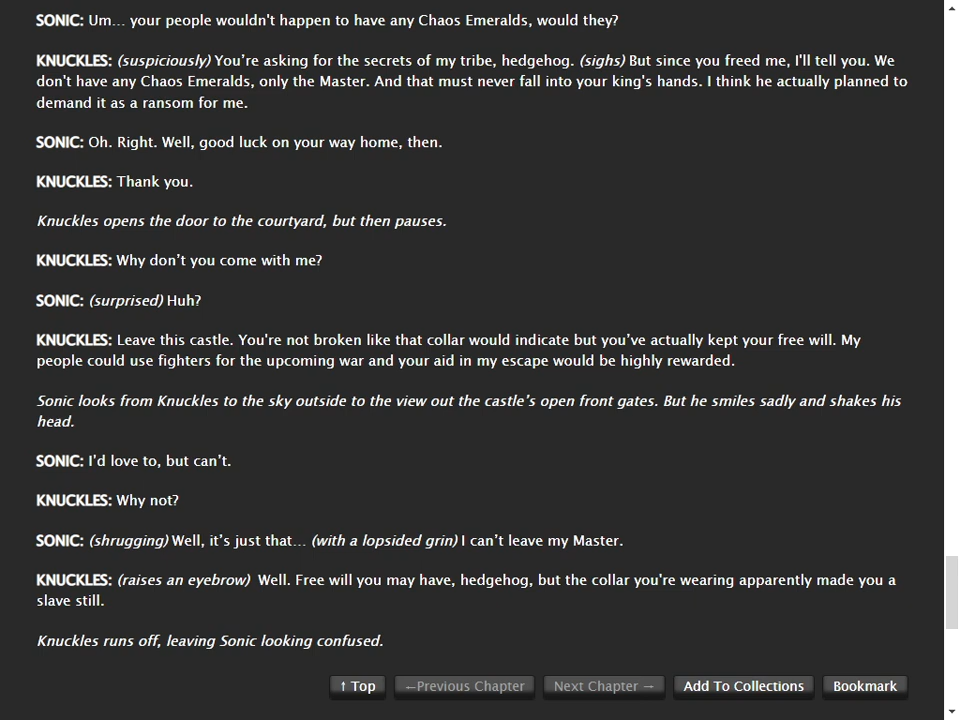 SONIC: Um… your people wouldn't happen to have any Chaos Emeralds, would they?
KNUCKLES: (suspiciously) You’re asking for the secrets of my tribe, hedgehog. (sighs) But since you freed me, I'll tell you. We
don't have any Chaos Emeralds, only the Master. And that must never fall into your king's hands. I think he actually planned to
demand it as a ransom for me.
SONIC: Oh. Right. Well, good luck on your way home, then.
KNUCKLES: Thank you.
Knuckles opens the door to the courtyard, but then pauses.
KNUCKLES: Why don’t you come with me?
SONIC: (surprised) Huh?
KNUCKLES: Leave this castle. You're not broken like that collar would indicate but you’ve actually kept your free will. My
people could use fighters for the upcoming war and your aid in my escape would be highly rewarded.
Sonic looks from Knuckles to the sky outside to the view out the castle’s open front gates. But he smiles sadly and shakes his
head.
SONIC: I’d love to, but can’t.
KNUCKLES: Why not?
SONIC: (shrugging) Well, it’s just that… (with a lopsided grin) I can’t leave my Master.
KNUCKLES: (raises an eyebrow) Well. Free will you may have, hedgehog, but the collar you're wearing apparently made you a
slave still.
Knuckles runs off, leaving Sonic looking confused.
↑ Top ←Previous Chapter Next Chapter → Add To Collections Bookmark